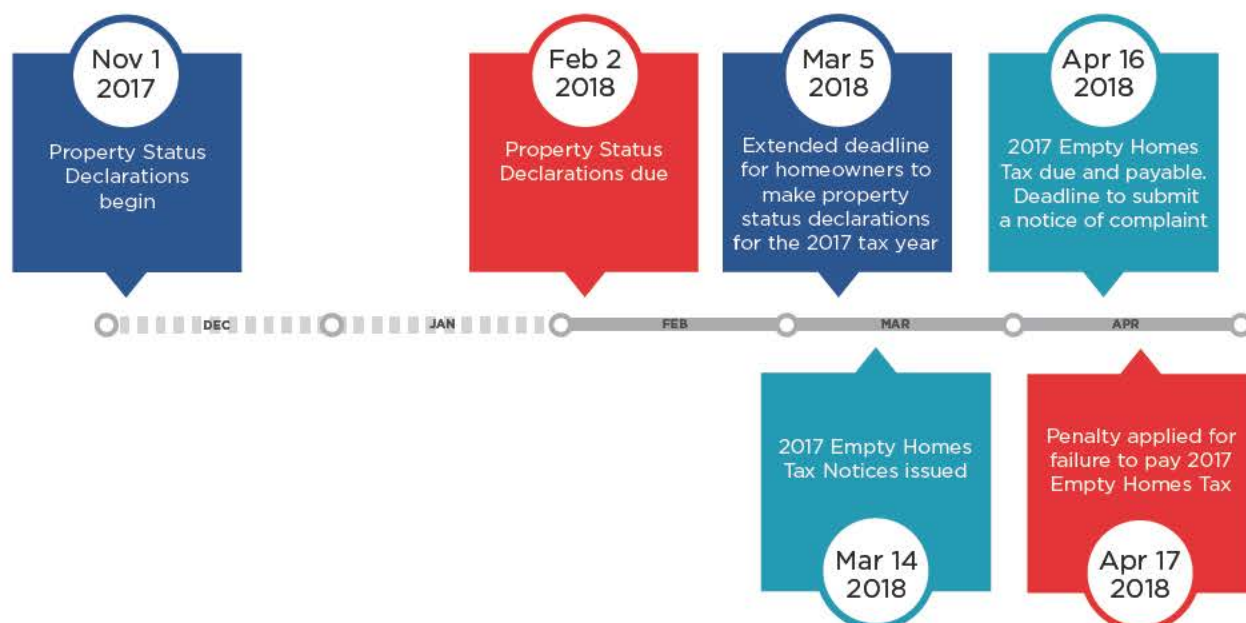 Nov 1
2017
Property Status
Declarations
begin
Feb 2
2018
Property Status
Declarations due
Mar 5
2018
Extended deadline
for homeowners to
make property
status declarations
for the 2017 tax year
Apr 16
2018
2017 Empty Homes
Tax due and payable.
Deadline to submit
a notice of complaint
DEC
JAN
FEB
MAR
APR
2017 Empty Homes
Tax Notices issued
Mar 14
2018
Penalty applied for
failure to pay 2017
Empty Homes Tax
Apr 17
2018